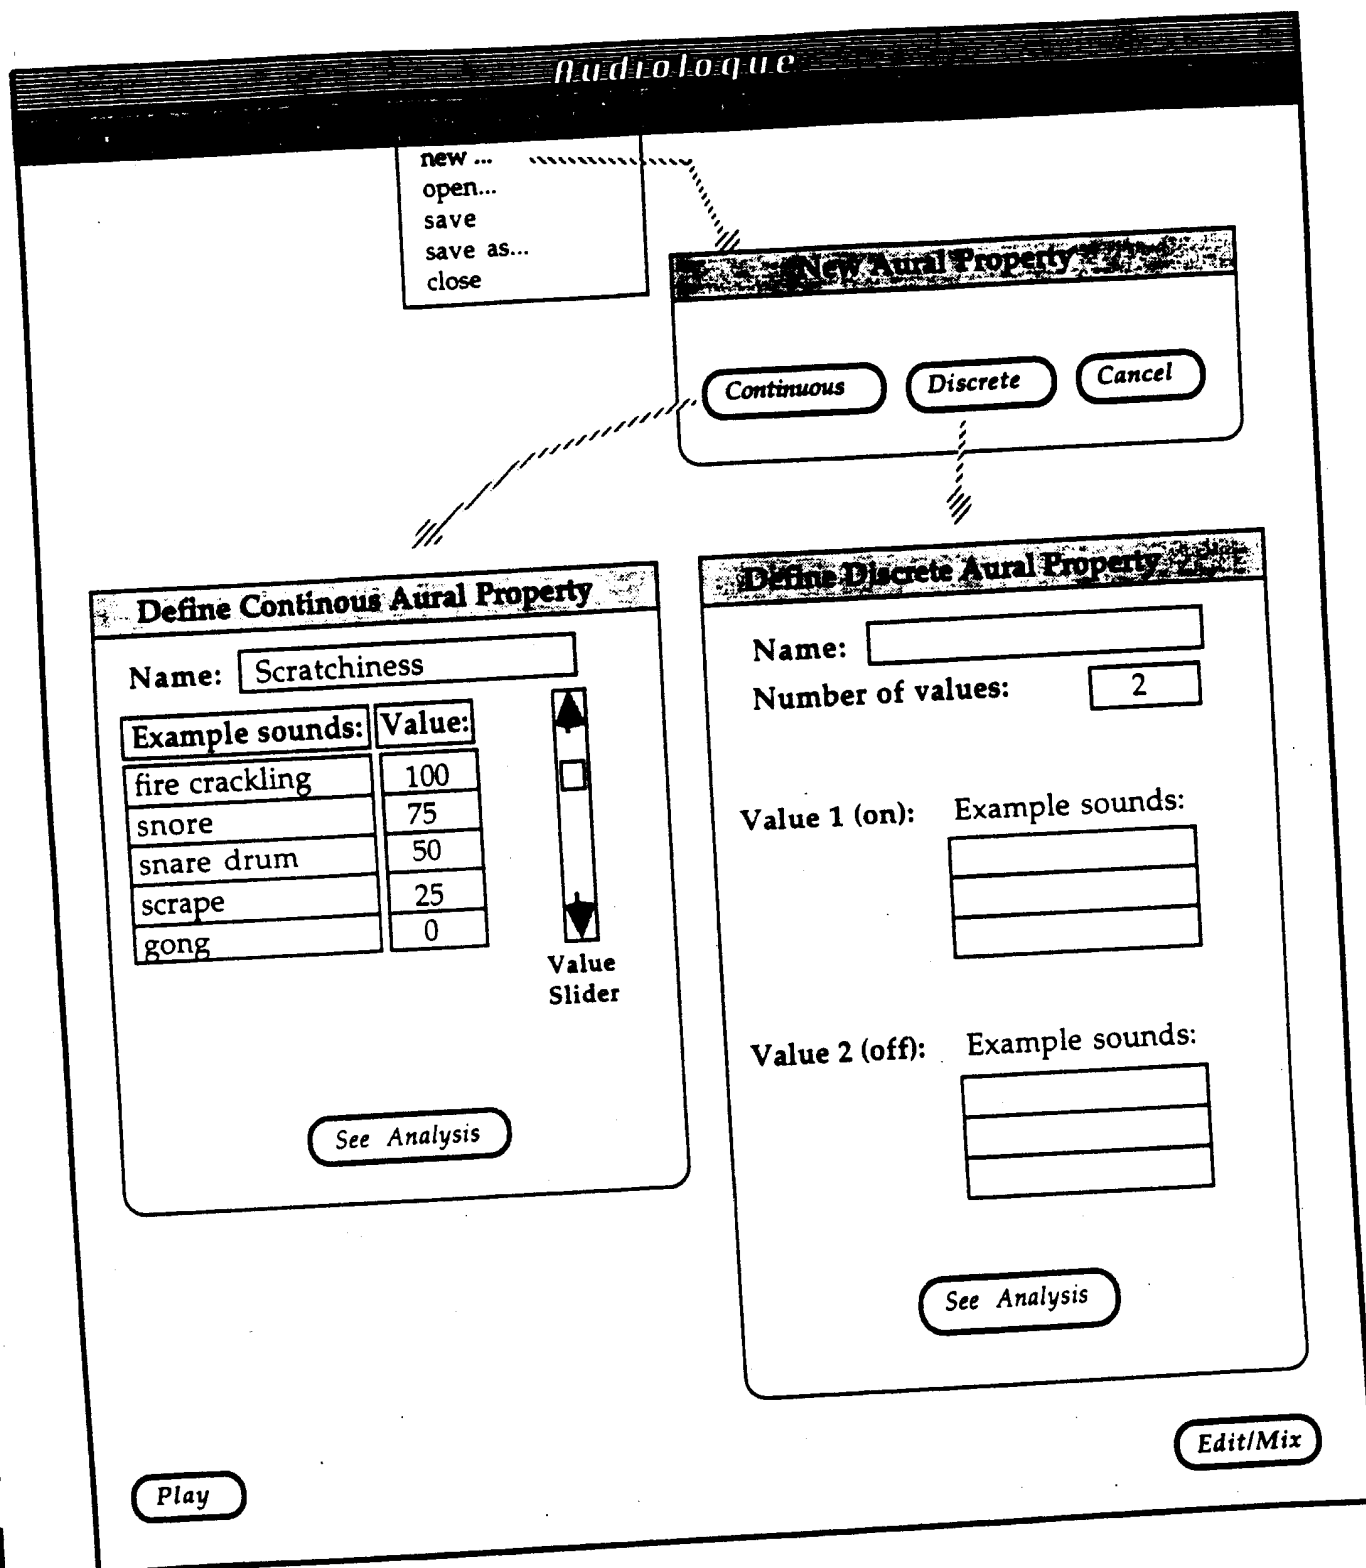 Audiologue
new ...
open...
save
save as...
close
New Aural Property
Continuous
Discrete
Cancel
Define Continous Aural Property
Name: Scratchiness
Example sounds: Value:
fire crackling 100
snore 75
snare drum 50
scrape 25
gong 0
Value
Slider
See Analysis
Define Discrete Aural Property
Name:
Number of values: 2
Value 1 (on): Example sounds:
Value 2 (off): Example sounds:
See Analysis
Play
Edit/Mix